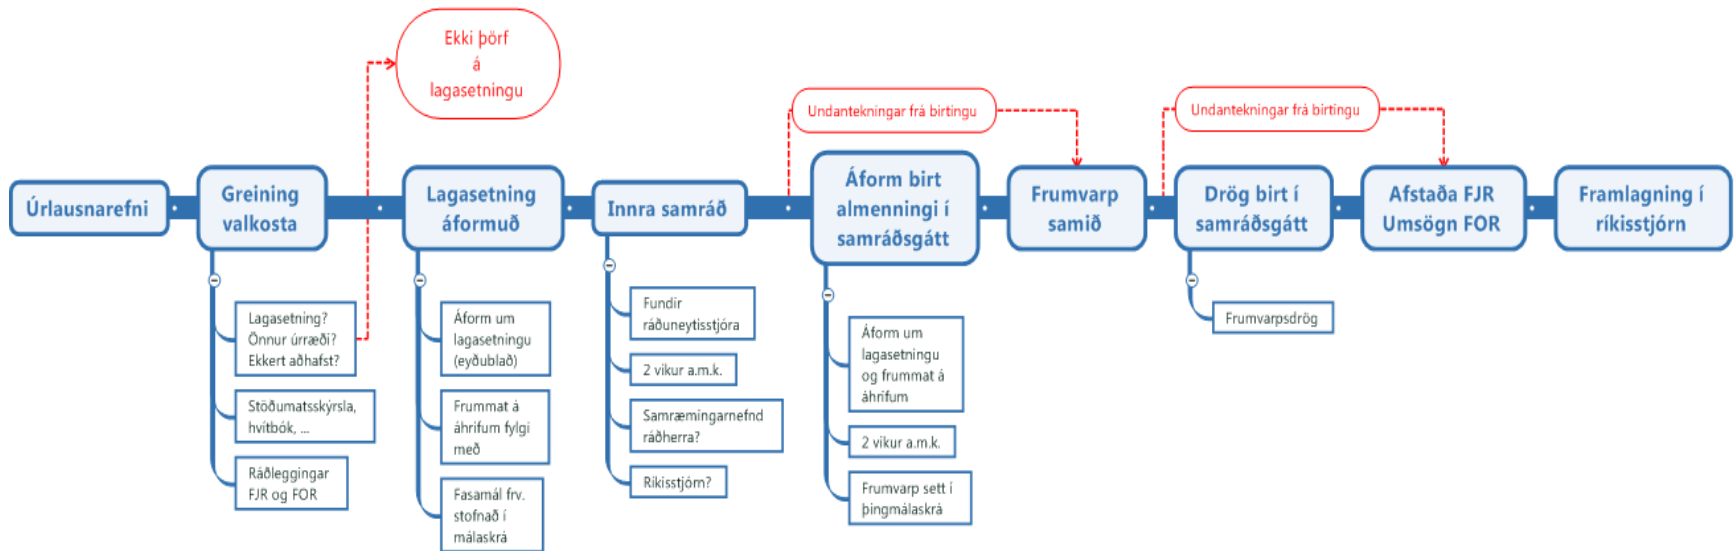 Ekki þörf
á
lagasetningu
Undantekningar frá birtingu
Undantekningar frá birtingu
Úrlausnarefni
Greining
valkosta
Lagasetning
áformuð
Innra samráð
Áform birt
almenningi í
samráðsgátt
Frumvarp
samið
Drög birt í
samráðsgátt
Afstaða FJR
Umsögn FOR
Framlagning í
ríkisstjórn
Lagasetning?
Önnur úrræði?
Ekkert aðhafst?
Stöðumatsskýrsla,
hvítbók, ...
Ráðleggingar
FJR og FOR
Áform um
lagasetningu
(eyðublað)
Frummat á
áhrifum fylgi
með
Fasamál frv.
stofnað í
málaskrá
Fundir
ráðuneytisstjóra
2 vikur a.m.k.
Samræmingarnefnd
ráðherra?
Ríkisstjórn?
Áform um
lagasetningu
og frummat á
áhrifum
2 vikur a.m.k.
Frumvarp sett í
þingmálaskrá
Frumvarpsdrög